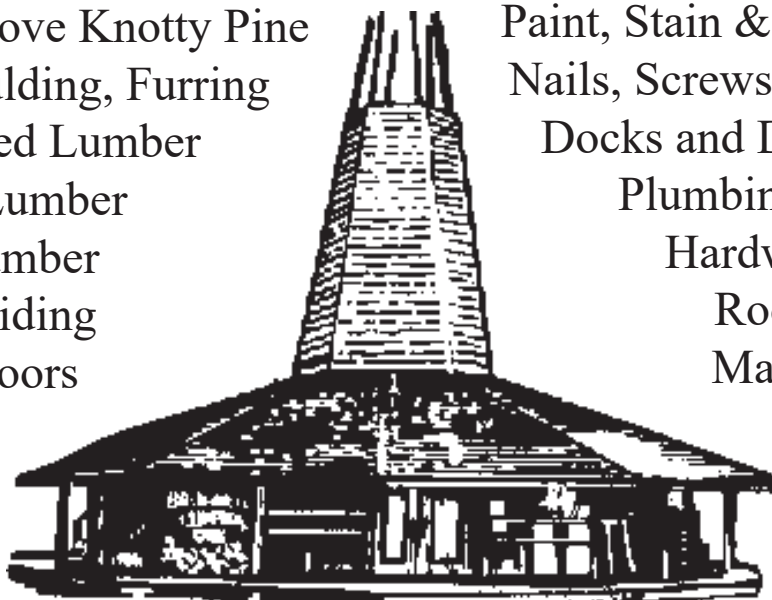 ove Knotty Pine
ulding, Furring
ed Lumber
Lumber
mber
iding
oors
Paint, Stain &
Nails, Screws
Docks and D
Plumbin
Hardw
Roo
Ma